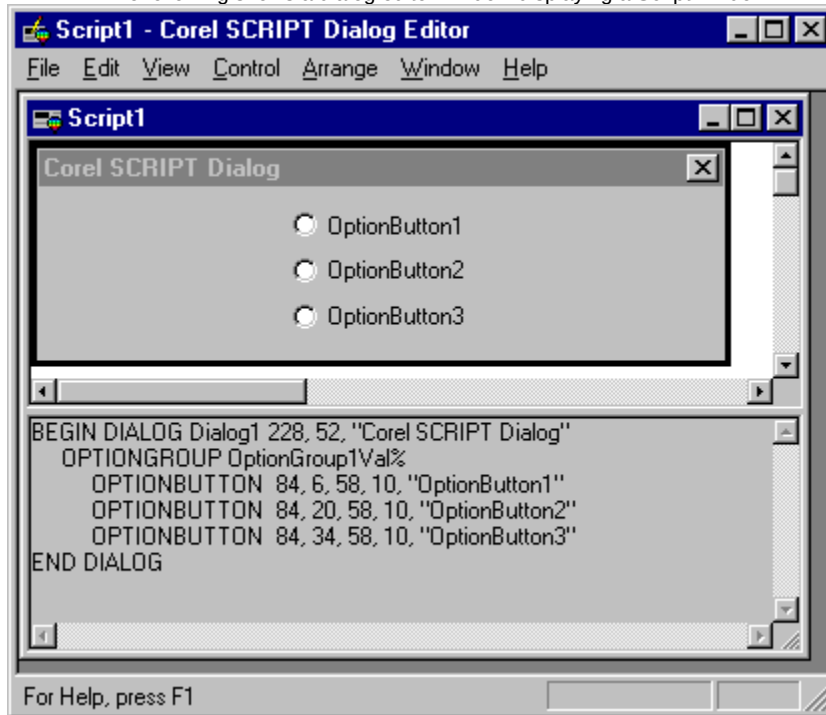 Script1 - Corel SCRIPT Dialog Editor
File Edit View Control Arrange Window Help
Script1
Corel SCRIPT Dialog
OptionButton1
OptionButton2
OptionButton3
BEGIN DIALOG Dialog1 228, 52, "Corel SCRIPT Dialog"
OPTIONGROUP OptionGroup1Val%
OPTIONBUTTON 84, 6, 58, 10, "OptionButton1"
OPTIONBUTTON 84, 20, 58, 10, "OptionButton2"
OPTIONBUTTON 84, 34, 58, 10, "OptionButton3"
END DIALOG
For Help, press F1